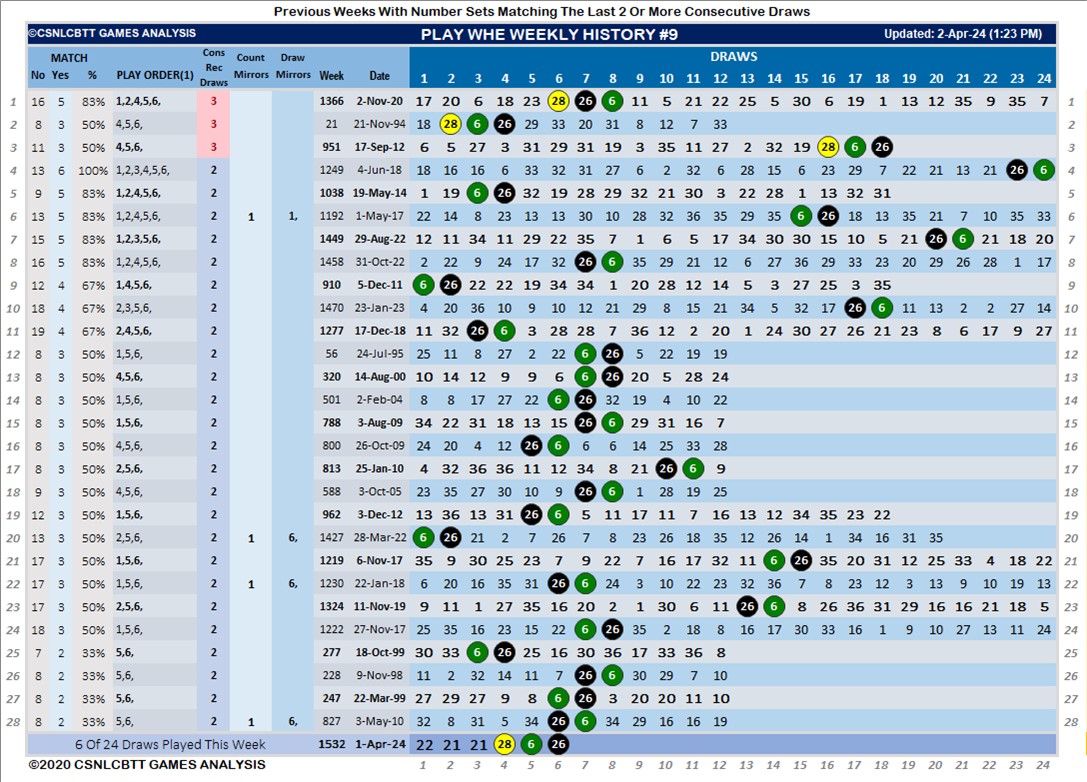 Previous Weeks With Number Sets Matching The Last 2 Or More Consecutive Draws
©CSNLCBTT GAMES ANALYSIS PLAY WHE WEEKLY HISTORY #9 Updated: 2-Apr-24 (1:23 PM)
MATCH Cons Rec Draws Count Mirrors Draw Mirrors DRAWS
No Yes % PLAY ORDER(1) Week Date 1 2 3 4 5 6 7 8 9 10 11 12 13 14 15 16 17 18 19 20 21 22 23 24
1 16 5 83% 1,2,4,5,6, 3 1366 2-Nov-20 17 20 6 18 23 28 26 6 11 5 21 22 25 5 30 6 19 1 13 12 35 9 35 7 1
2 8 3 50% 4,5,6, 3 21 21-Nov-94 18 28 6 26 29 33 20 31 8 12 7 33 2
3 11 3 50% 4,5,6, 3 951 17-Sep-12 6 5 27 3 31 29 31 19 3 35 11 27 2 32 15 28 6 26 3
4 13 6 100% 1,2,3,4,5,6, 2 1249 4-Jun-18 18 16 16 6 33 32 31 27 6 2 32 6 28 15 6 23 29 7 22 21 13 21 26 6 4
5 9 5 83% 1,2,4,5,6, 2 1038 19-May-14 1 19 6 26 32 19 28 29 32 21 30 3 22 28 1 13 32 31 5
6 13 5 83% 1,2,4,5,6, 2 1 1, 1192 1-May-17 22 14 8 23 13 13 30 10 28 32 36 35 29 35 6 26 18 13 35 21 7 10 35 33 6
7 15 5 83% 1,2,3,5,6, 2 1449 29-Aug-22 12 11 34 11 29 22 35 7 1 6 5 17 34 30 30 15 10 5 21 26 6 21 18 20 7
8 16 5 83% 1,2,4,5,6, 2 1458 31-Oct-22 2 22 9 24 17 32 26 6 35 29 21 27 12 6 36 29 33 23 20 29 26 28 1 17 8
9 12 4 67% 1,4,5,6, 2 910 5-Dec-11 6 26 22 22 19 34 34 1 20 28 12 14 5 3 27 25 3 35 9
10 18 4 67% 2,3,5,6, 2 1470 23-Jan-23 4 20 36 10 9 10 12 21 29 8 15 21 34 5 15 32 26 6 11 13 2 2 27 14 10
11 19 4 67% 2,4,5,6, 2 1277 17-Dec-18 11 32 26 6 3 28 28 7 36 12 2 20 1 24 30 27 26 21 23 8 6 17 9 27 11
12 8 3 50% 1,5,6, 2 56 24-Jul-95 25 11 8 27 2 22 6 26 5 22 19 19 12
13 8 3 50% 4,5,6, 2 320 14-Aug-00 10 14 12 9 9 6 6 26 20 5 28 24 13
14 8 3 50% 1,5,6, 2 501 2-Feb-04 8 8 17 27 22 6 26 32 19 4 10 22 14
15 8 3 50% 1,5,6, 2 788 3-Aug-09 34 22 31 18 13 15 26 6 29 31 16 7 15
16 8 3 50% 4,5,6, 2 800 26-Oct-09 24 20 4 12 26 6 6 6 14 25 33 28 16
17 8 3 50% 2,5,6, 2 813 25-Jan-10 4 32 36 36 11 12 34 8 21 26 6 9 17
18 9 3 50% 4,5,6, 2 588 3-Oct-05 23 35 27 30 10 9 26 6 1 28 19 25 18
19 12 3 50% 1,5,6, 2 962 3-Dec-12 13 36 13 31 26 6 5 11 17 11 7 16 13 12 34 35 23 22 19
20 13 3 50% 2,5,6, 2 1 6, 1427 28-Mar-22 6 26 21 2 7 26 7 8 23 26 18 35 12 26 14 1 34 16 31 35 20
21 17 3 50% 1,5,6, 2 1219 6-Nov-17 35 9 30 25 23 7 9 22 7 16 17 32 11 6 26 35 20 31 12 25 33 4 18 22 21
22 17 3 50% 1,5,6, 2 1 6, 1230 22-Jan-18 6 20 16 35 31 26 6 24 3 10 22 23 32 36 7 8 23 12 3 13 9 10 19 13 22
23 17 3 50% 2,5,6, 2 1324 11-Nov-19 9 11 1 27 35 16 20 2 1 30 6 11 26 6 8 26 36 31 29 16 16 21 18 5 23
24 18 3 50% 1,5,6, 2 1222 27-Nov-17 25 35 16 23 15 22 6 26 35 2 18 8 16 17 30 33 16 1 9 10 27 13 11 24 24
25 7 2 33% 5,6, 2 277 18-Oct-99 30 33 6 26 25 16 30 36 17 33 36 8 25
26 8 2 33% 5,6, 2 228 9-Nov-98 11 2 32 14 11 7 26 6 30 29 7 10 26
27 8 2 33% 5,6, 2 247 22-Mar-99 27 29 27 9 8 6 26 3 20 20 11 10 27
28 8 2 33% 5,6, 2 1 6, 827 3-May-10 32 8 31 5 34 26 6 34 29 16 16 19 28
6 Of 24 Draws Played This Week 1532 1-Apr-24 22 21 21 28 6 26
©2020 CSNLCBTT GAMES ANALYSIS 1 2 3 4 5 6 7 8 9 10 11 12 13 14 15 16 17 18 19 20 21 22 23 24